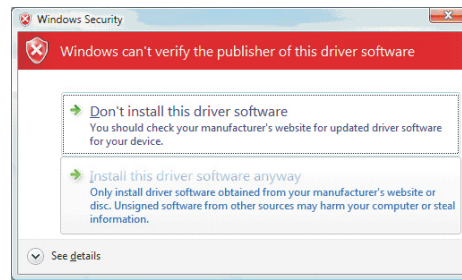 Windows Security
Windows can't verify the publisher of this driver software
Don't install this driver software
You should check your manufacturer's website for updated driver software
for your device.
Install this driver software anyway
Only install driver software obtained from your manufacturer's website or
disc. Unsigned software from other sources may harm your computer or steal
information.
See details